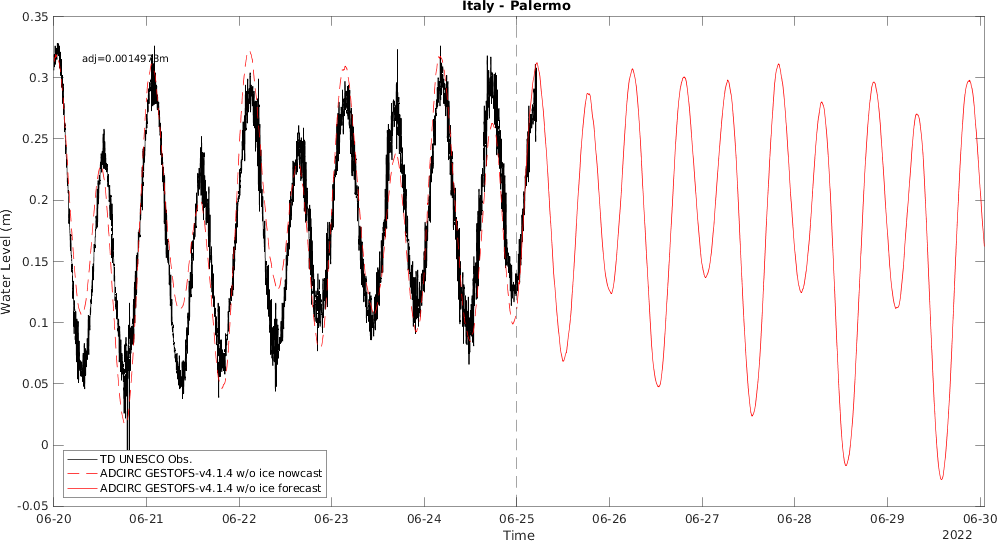 Italy - Palermo
0.35
adj=0.0014973m
0.3
0.25
0.2
0.15
0.1
0.05
0
-0.05
Water Level (m)
TD UNESCO Obs.
ADCIRC GESTOFS-v4.1.4 w/o ice nowcast
ADCIRC GESTOFS-v4.1.4 w/o ice forecast
06-20 06-21 06-22 06-23 06-24 06-25 06-26 06-27 06-28 06-29 06-30
Time
2022